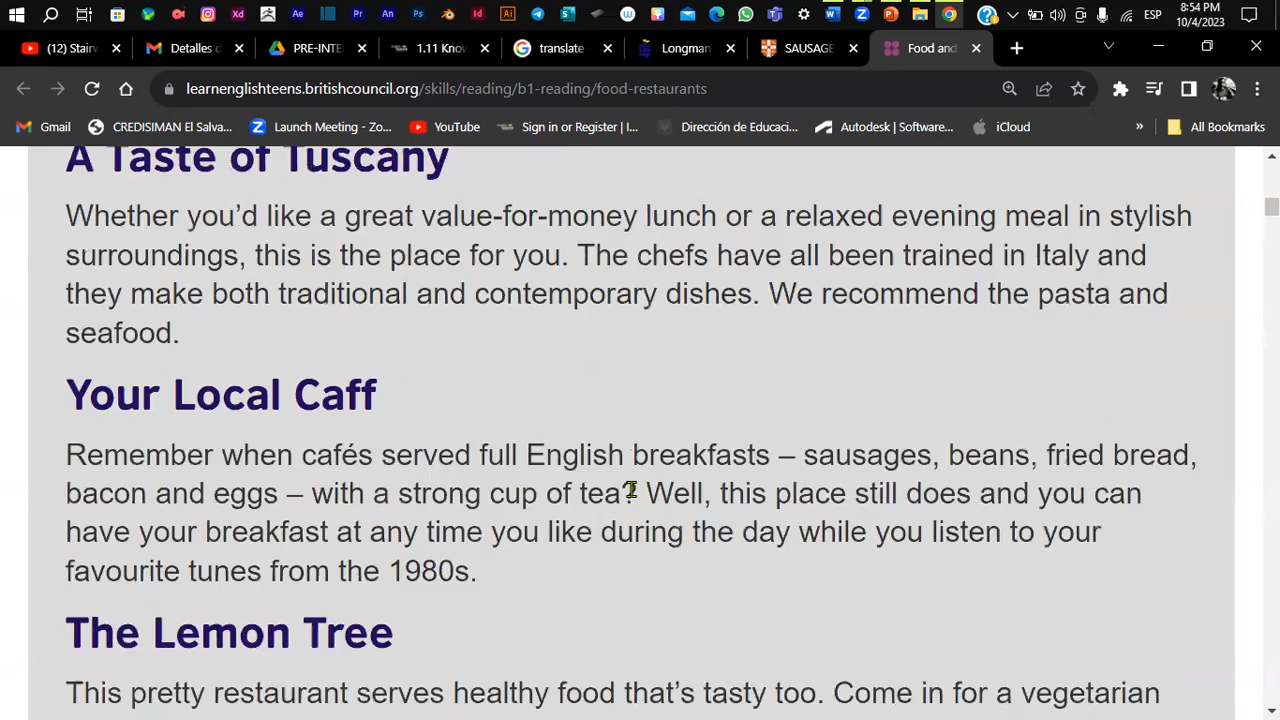 8:54 PM
ESP
10/4/2023
(12) Stairw
Detalles d
PRE-INTE
1.11 Know
translate
Longman
SAUSAGE
Food and
learnenglishteens.britishcouncil.org/skills/reading/b1-reading/food-restaurants
Gmail
CREDISIMAN El Salva...
Launch Meeting - Zo...
YouTube
Sign in or Register | I...
Dirección de Educaci...
Autodesk | Software...
iCloud
»
All Bookmarks
A Taste of Tuscany
Whether you’d like a great value-for-money lunch or a relaxed evening meal in stylish
surroundings, this is the place for you. The chefs have all been trained in Italy and
they make both traditional and contemporary dishes. We recommend the pasta and
seafood.
Your Local Caff
Remember when cafés served full English breakfasts – sausages, beans, fried bread,
bacon and eggs – with a strong cup of tea? Well, this place still does and you can
have your breakfast at any time you like during the day while you listen to your
favourite tunes from the 1980s.
The Lemon Tree
This pretty restaurant serves healthy food that’s tasty too. Come in for a vegetarian